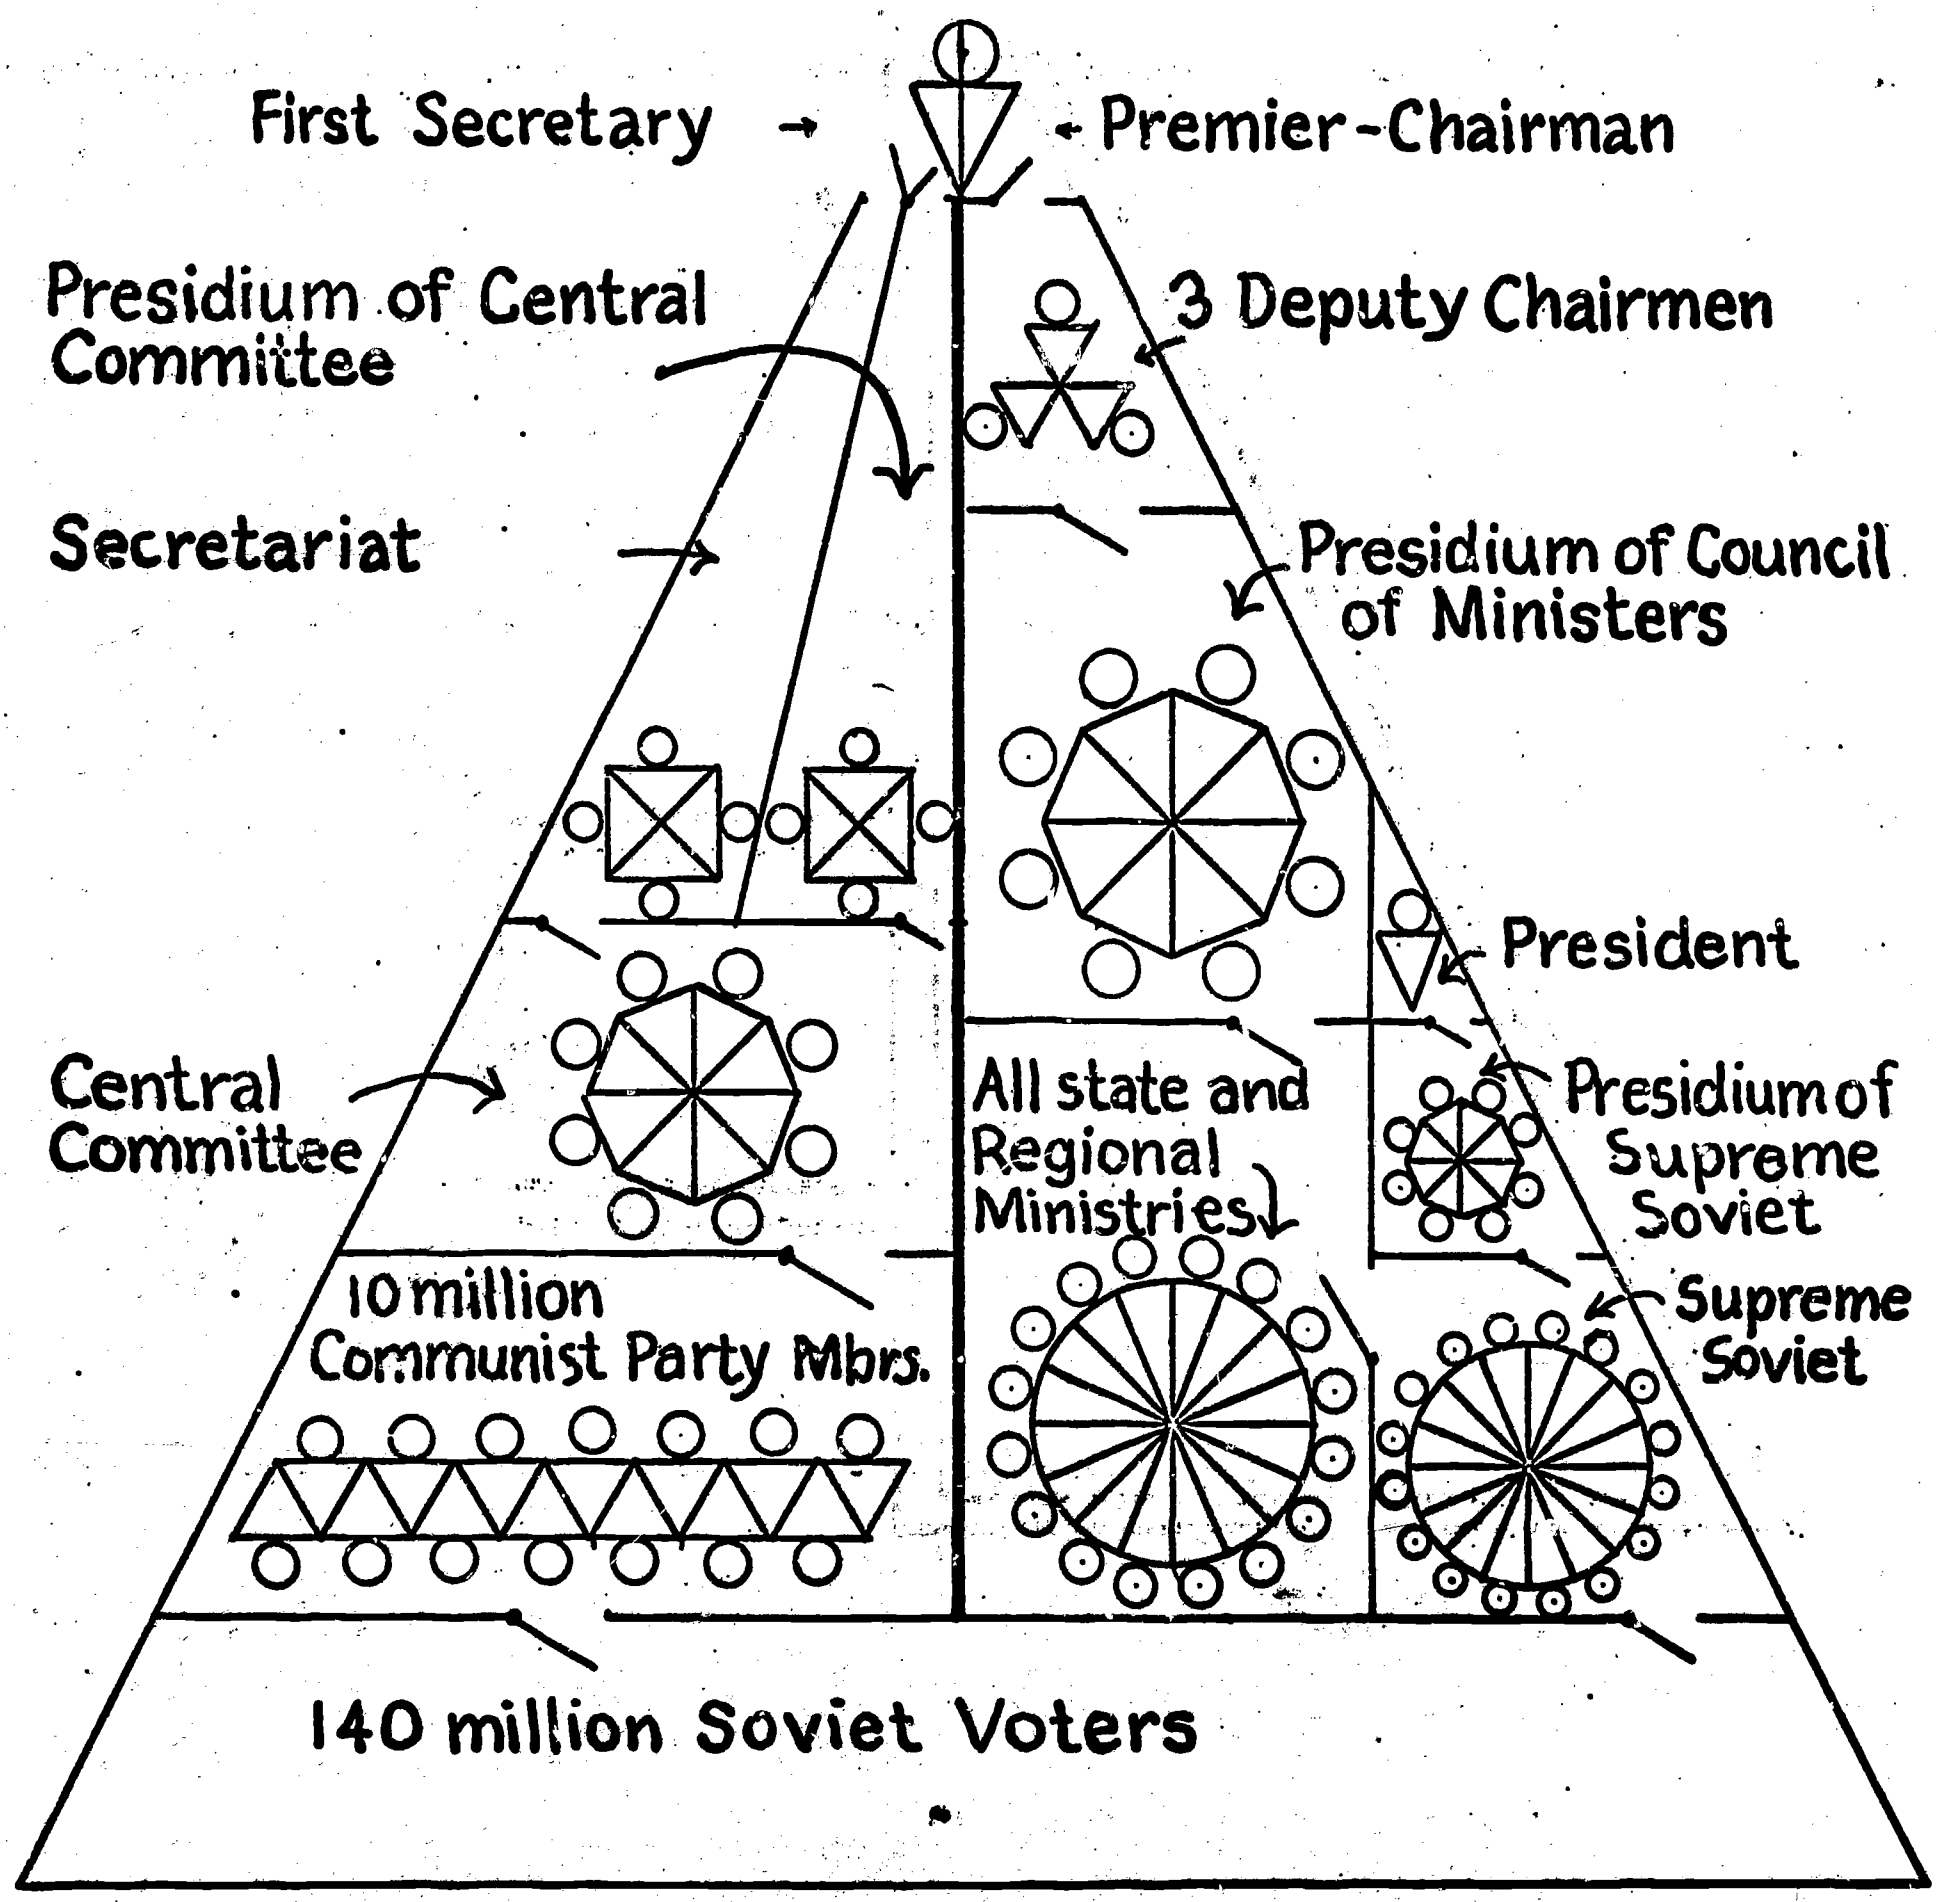 First Secretary
Premier-Chairman
Presidium of Central
Committee
3 Deputy Chairmen
Secretariat
Presidium of Council
of Ministers
President
Central
Committee
All state and
Regional
Ministries
Presidium of
Supreme
Soviet
10 million
Communist Party Mbrs.
Supreme
Soviet
140 million Soviet Voters